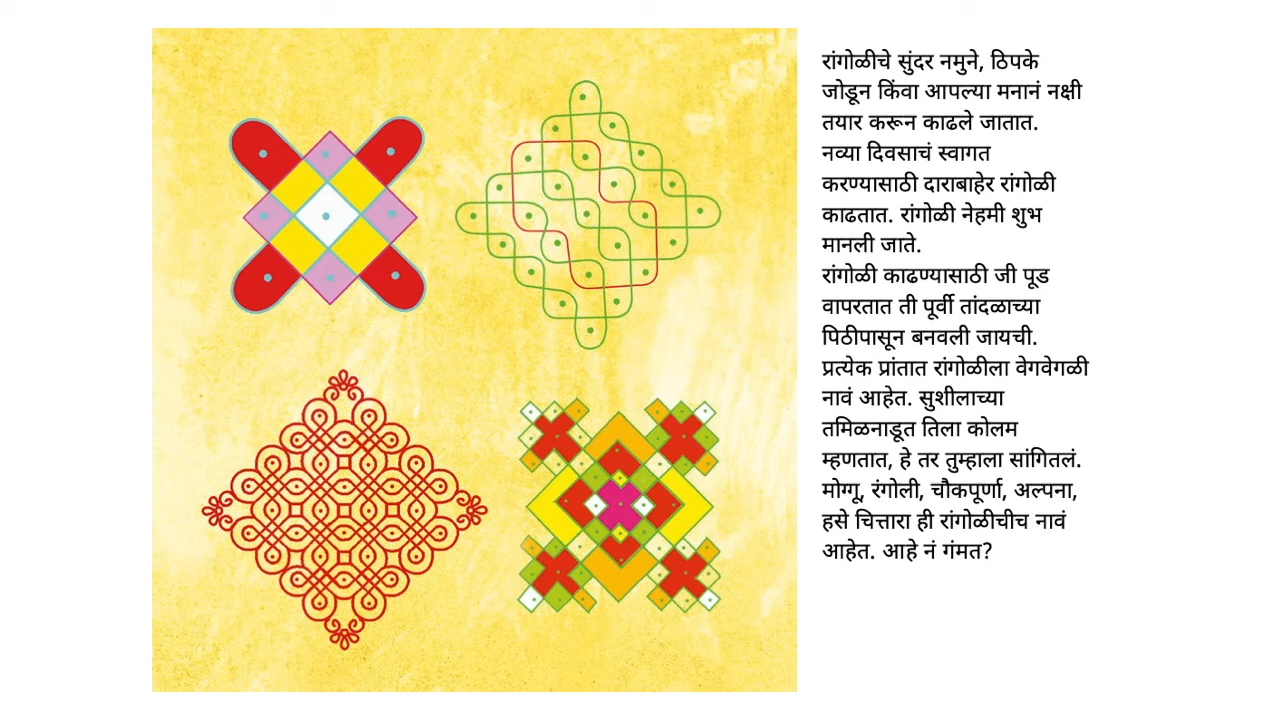 रांगोळीचे सुंदर नमुने, ठिपके
जोडून किंवा आपल्या मनानं नक्षी
तयार करून काढले जातात.
नव्या दिवसाचं स्वागत
करण्यासाठी दाराबाहेर रांगोळी
काढतात. रांगोळी नेहमी शुभ
मानली जाते.
रांगोळी काढण्यासाठी जी पूड
वापरतात ती पूर्वी तांदळाच्या
पिठीपासून बनवली जायची.
प्रत्येक प्रांतात रांगोळीला वेगवेगळी
नावं आहेत. सुशीलाच्या
तमिळनाडूत तिला कोलम
म्हणतात, हे तर तुम्हाला सांगितलं.
मोग्गू, रंगोली, चौकपूर्णा, अल्पना,
हसे चित्तारा ही रांगोळीचीच नावं
आहेत. आहे नं गंमत?